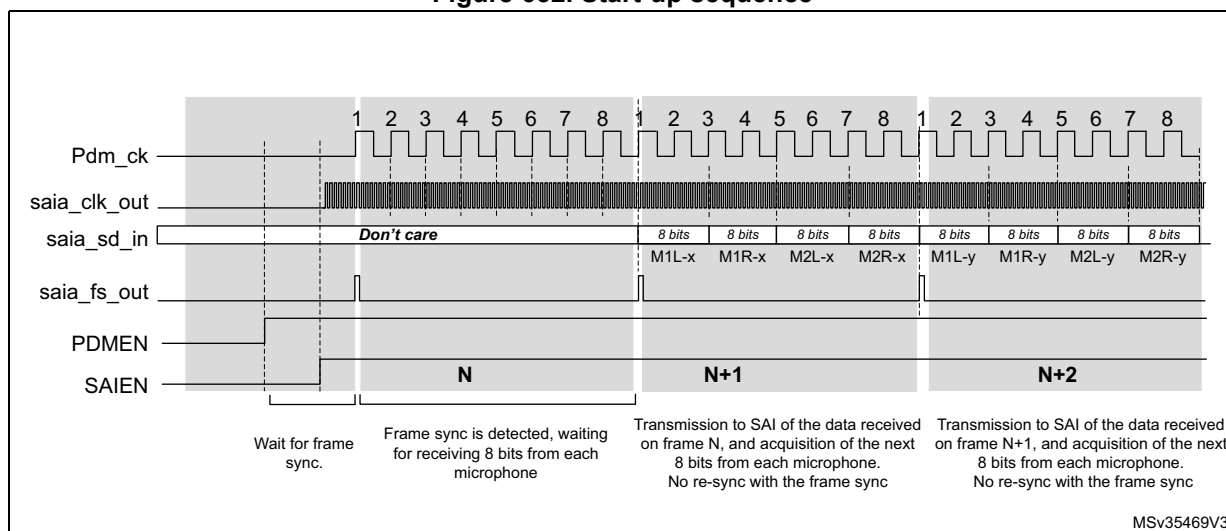 1 2 3 4 5 6 7 8 1 2 3 4 5 6 7 8 1 2 3 4 5 6 7 8
Pdm_ck
saia_clk_out
saia_sd_in Don't care 8 bits 8 bits 8 bits 8 bits 8 bits 8 bits 8 bits 8 bits
M1L-x M1R-x M2L-x M2R-x M1L-y M1R-y M2L-y M2R-y
saia_fs_out
PDMEN
SAIEN
N N+1 N+2
Wait for frame
sync.
Frame sync is detected, waiting
for receiving 8 bits from each
microphone
Transmission to SAI of the data received
on frame N, and acquisition of the next
8 bits from each microphone.
No re-sync with the frame sync
Transmission to SAI of the data received
on frame N+1, and acquisition of the next
8 bits from each microphone.
No re-sync with the frame sync
MSv35469V3